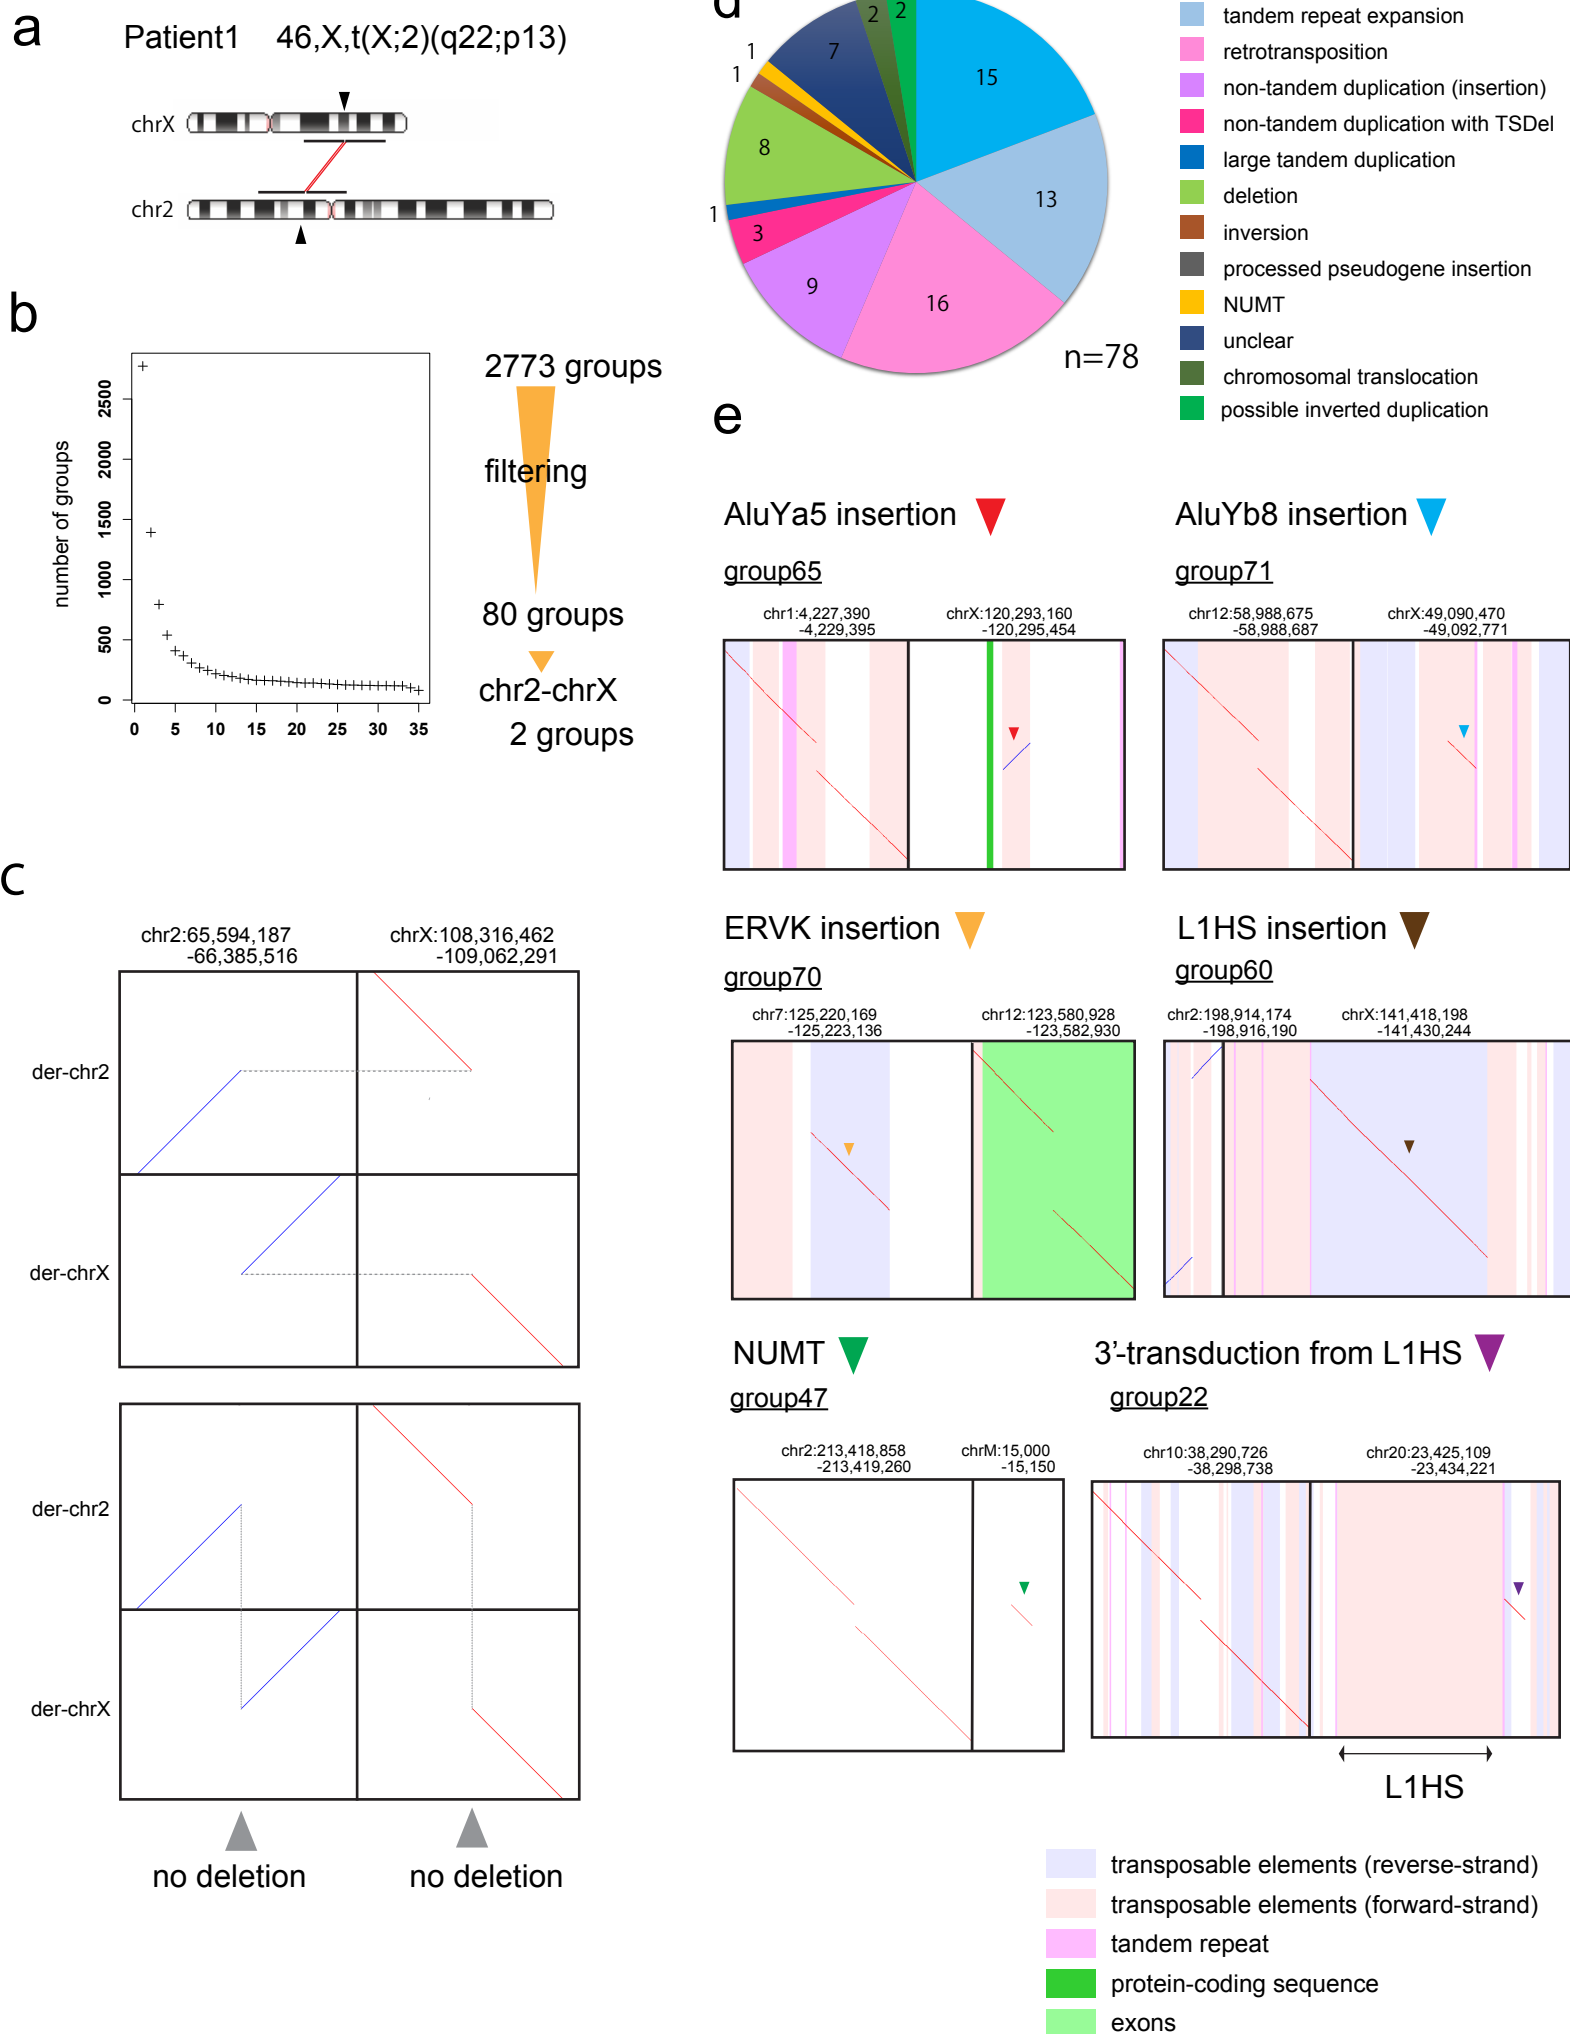 a
Patient1 46,X,t(X;2)(q22;p13)
chrX
chr2
b
number of groups
2500
2000
1500
1000
500
0
0 5 10 15 20 25 30 35
2773 groups
filtering
80 groups
chr2-chrX
2 groups
c
chr2:65,594,187
-66,385,516
chrX:108,316,462
-109,062,291
der-chr2
der-chrX
der-chr2
der-chrX
no deletion
no deletion
d
2
2
15
13
16
9
3
1
8
1
1
7
n=78
tandem repeat expansion
retrotransposition
non-tandem duplication (insertion)
non-tandem duplication with TSDel
large tandem duplication
deletion
inversion
processed pseudogene insertion
NUMT
unclear
chromosomal translocation
possible inverted duplication
e
AluYa5 insertion
group65
chr1:4,227,390
-4,229,395
chrX:120,293,160
-120,295,454
AluYb8 insertion
group71
chr12:58,988,675
-58,988,687
chrX:49,090,470
-49,092,771
ERVK insertion
group70
chr7:125,220,169
-125,223,136
chr12:123,580,928
-123,582,930
L1HS insertion
group60
chr2:198,914,174
-198,916,190
chrX:141,418,198
-141,430,244
NUMT
group47
chr2:213,418,858
-213,419,260
chrM:15,000
-15,150
3’-transduction from L1HS
group22
chr10:38,290,726
-38,298,738
chr20:23,425,109
-23,434,221
L1HS
transposable elements (reverse-strand)
transposable elements (forward-strand)
tandem repeat
protein-coding sequence
exons